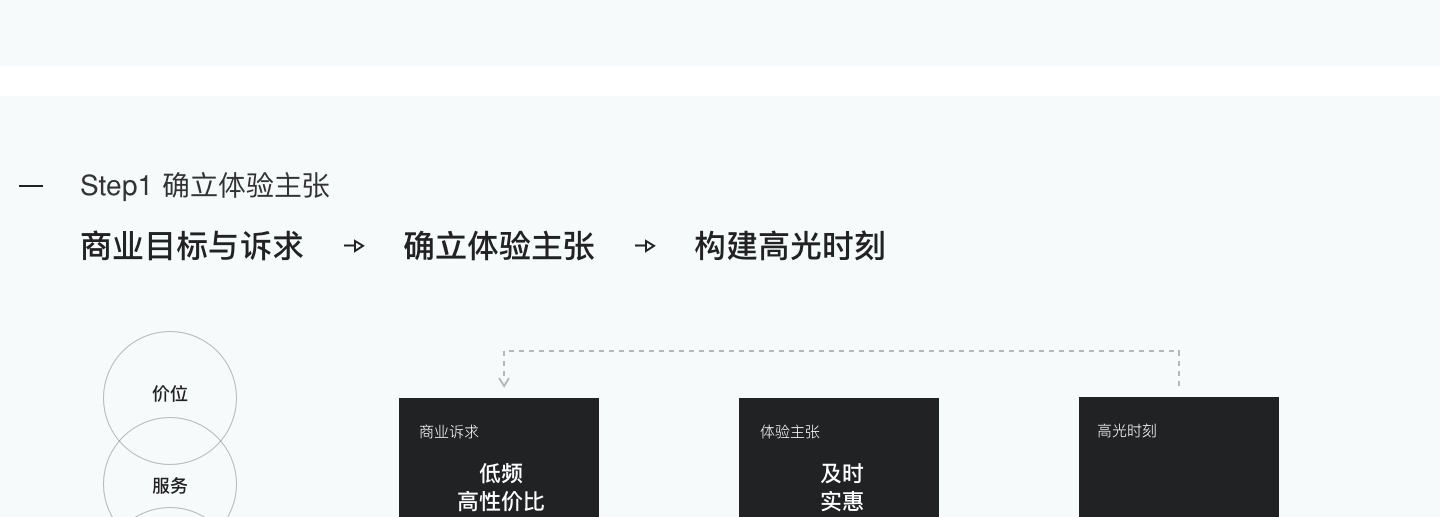 Step1 确立体验主张
商业目标与诉求 → 确立体验主张 → 构建高光时刻
价位
服务
商业诉求
低频
高性价比
体验主张
及时
实惠
高光时刻